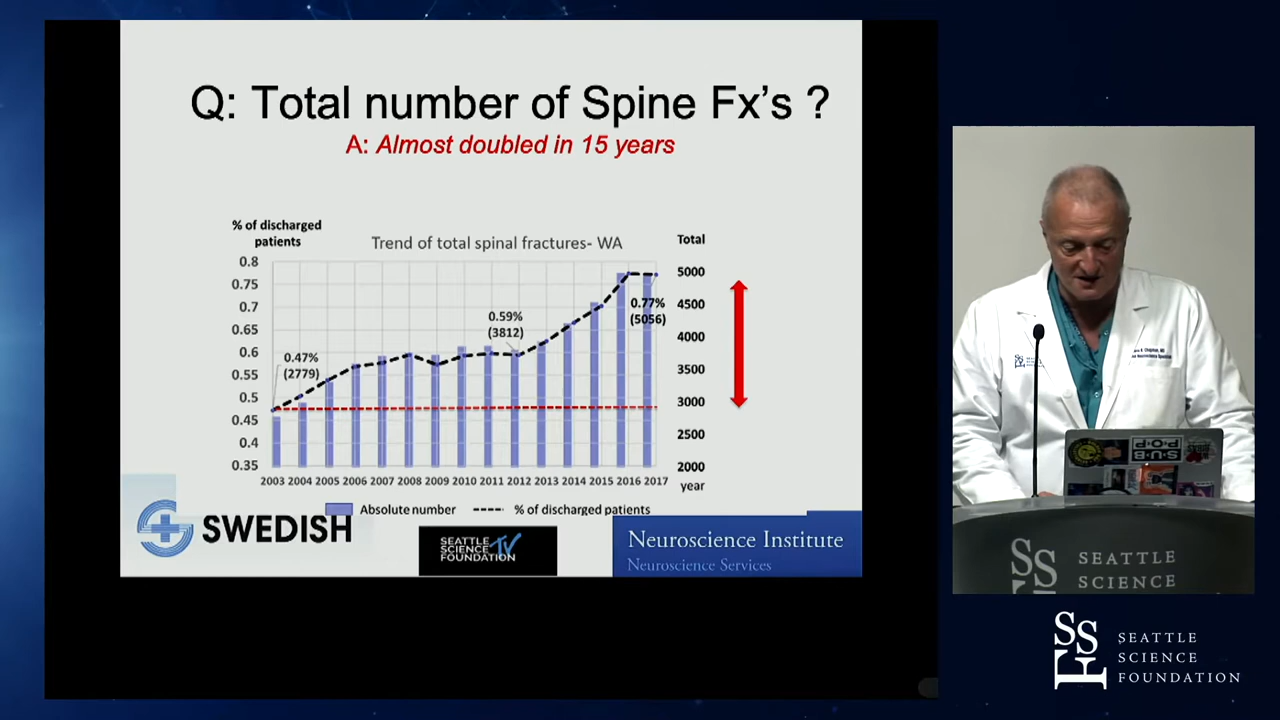 Q: Total number of Spine Fx's ?
A: Almost doubled in 15 years
% of discharged
patients
Trend of total spinal fractures- WA
Total
0.8
0.75
0.7
0.65
0.6
0.55
0.5
0.45
0.4
0.35
5000
4500
4000
3500
3000
2500
2000
0.47%
(2779)
0.59%
(3812)
0.77%
(5056)
2003 2004 2005 2006 2007 2008 2009 2010 2011 2012 2013 2014 2015 2016 2017
year
Absolute number
% of discharged patients
SWEDISH
SEATTLE
SCIENCE
FOUNDATION
TV
Neuroscience Institute
Neuroscience Services
SUB
POP
SSF
SEATTLE
SCIENCE
SSF
SEATTLE
SCIENCE
FOUNDATION